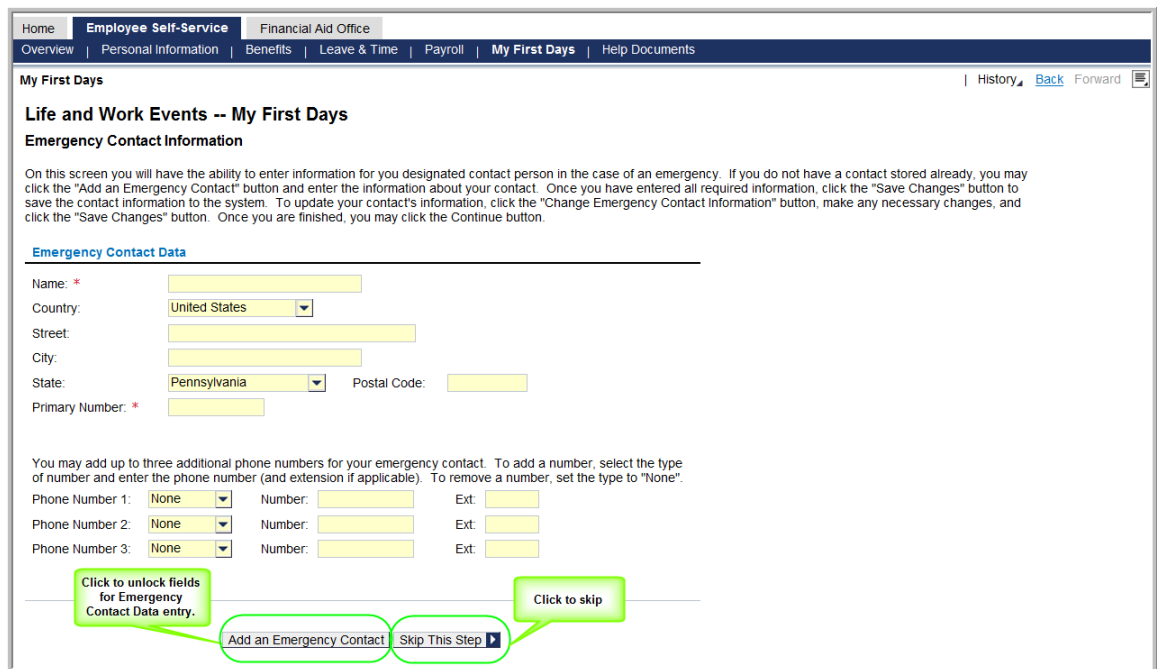 Home Employee Self-Service Financial Aid Office
Overview | Personal Information | Benefits | Leave & Time | Payroll | My First Days | Help Documents
My First Days | History Back Forward
Life and Work Events -- My First Days
Emergency Contact Information
On this screen you will have the ability to enter information for you designated contact person in the case of an emergency. If you do not have a contact stored already, you may
click the "Add an Emergency Contact" button and enter the information about your contact. Once you have entered all required information, click the "Save Changes" button to
save the contact information to the system. To update your contact's information, click the "Change Emergency Contact Information" button, make any necessary changes, and
click the "Save Changes" button. Once you are finished, you may click the Continue button.
Emergency Contact Data
Name: *
Country: United States
Street:
City:
State: Pennsylvania Postal Code:
Primary Number: *
You may add up to three additional phone numbers for your emergency contact. To add a number, select the type
of number and enter the phone number (and extension if applicable). To remove a number, set the type to "None".
Phone Number 1: None Number: Ext:
Phone Number 2: None Number: Ext:
Phone Number 3: None Number: Ext:
Click to unlock fields
for Emergency
Contact Data entry.
Click to skip
Add an Emergency Contact Skip This Step